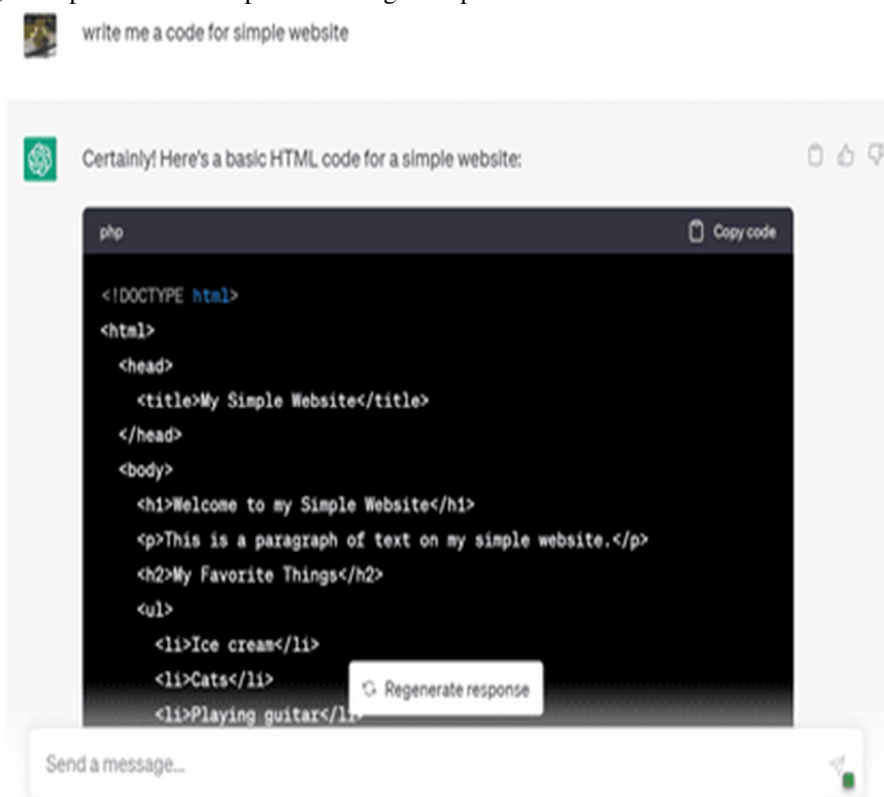 write me a code for simple website
Certainly! Here's a basic HTML code for a simple website:
php
Copy code
<!DOCTYPE html>
<html>
<head>
<title>My Simple Website</title>
</head>
<body>
<h1>Welcome to my Simple Website</h1>
<p>This is a paragraph of text on my simple website.</p>
<h2>My Favorite Things</h2>
<ul>
<li>Ice cream</li>
<li>Cats</li>
Regenerate response
<li>Playing guitar</li>
Send a message...